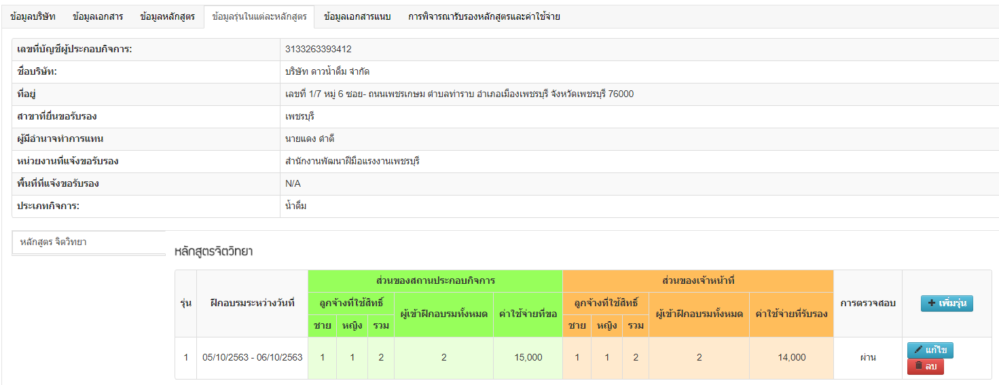 ข้อมูลบริษัท ข้อมูลเอกสาร ข้อมูลหลักสูตร ข้อมูลรุ่นในแต่ละหลักสูตร ข้อมูลเอกสารแนบ การพิจารณารับรองหลักสูตรและค่าใช้จ่าย
เลขที่บัญชีผู้ประกอบกิจการ: 3133263393412
ชื่อบริษัท: บริษัท ดาวน้ำดื่ม จำกัด
ที่อยู่ เลขที่ 1/7 หมู่ 6 ซอย- ถนนเพชรเกษม ตำบลท่าราบ อำเภอเมืองเพชรบุรี จังหวัดเพชรบุรี 76000
สาขาที่ยื่นขอรับรอง เพชรบุรี
ผู้มีอำนาจทำการแทน นายแดง ดำดี
หน่วยงานที่แจ้งขอรับรอง สำนักงานพัฒนาฝีมือแรงงานเพชรบุรี
พื้นที่ที่แจ้งขอรับรอง N/A
ประเภทกิจการ: น้ำดื่ม
หลักสูตร จิตวิทยา
หลักสูตรจิตวิทยา
ส่วนของสถานประกอบกิจการ ส่วนของเจ้าหน้าที่
รุ่น ฝึกอบรมระหว่างวันที่ ลูกจ้างที่ใช้สิทธิ์ ผู้เข้าฝึกอบรมทั้งหมด ค่าใช้จ่ายที่ขอ ลูกจ้างที่ใช้สิทธิ์ ผู้เข้าฝึกอบรมทั้งหมด ค่าใช้จ่ายที่รับรอง การตรวจสอบ เพิ่มรุ่น
ชาย หญิง รวม ชาย หญิง รวม
1 05/10/2563 - 06/10/2563 1 1 2 2 15,000 1 1 2 2 14,000 ผ่าน แก้ไข
ลบ